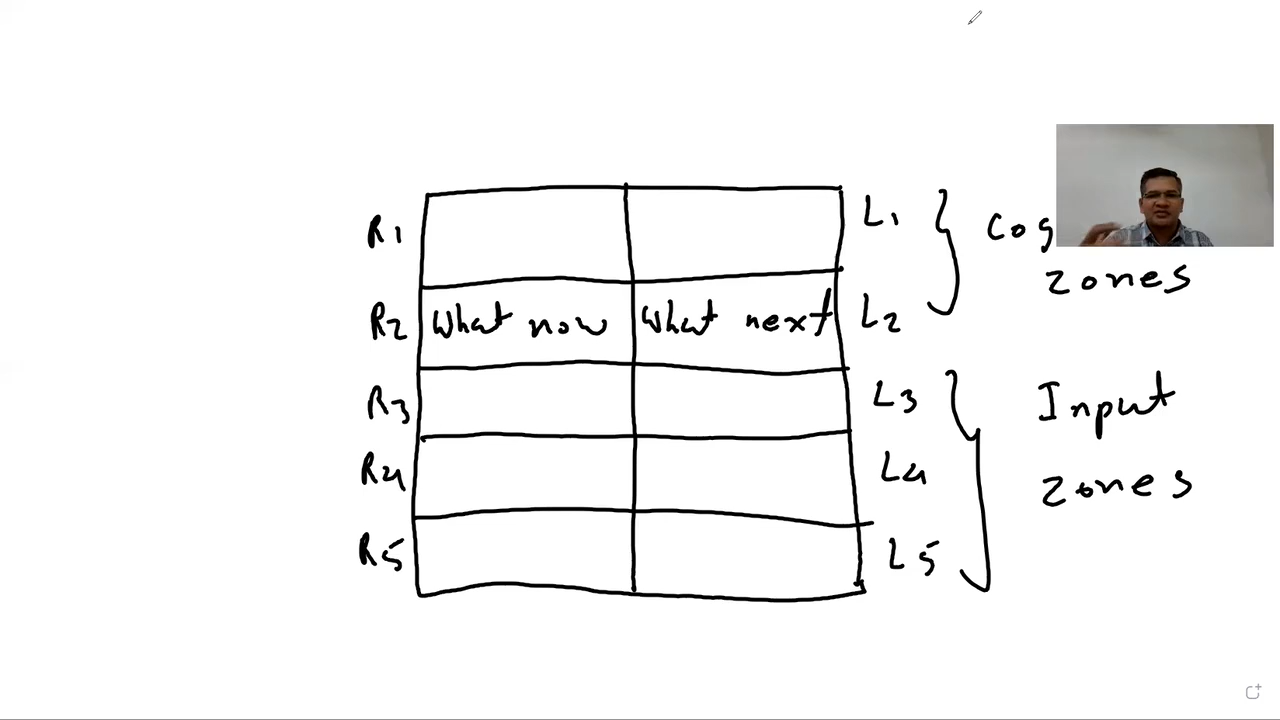 R1 L1 Cog
zones
R2 What now What next L2
R3 L3 Input
R4 L4 zones
R5 L5